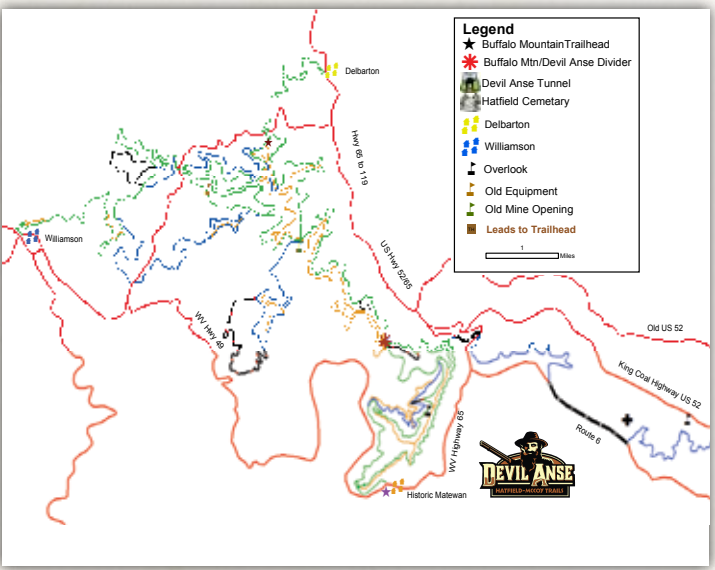 Legend
Buffalo MountainTrailhead
Buffalo Mtn/Devil Anse Divider
Devil Anse Tunnel
Hatfield Cemetary
Delbarton
Williamson
Overlook
Old Equipment
Old Mine Opening
Leads to Trailhead
1
Miles
Delbarton
Hwy 65 to 119
Williamson
US Hwy 52/65
WV Hwy 49
Old US 52
King Coal Highway US 52
Route 6
WV Highway 65
DEVIL ANSE
HATFIELD-MCCOY TRAILS
Historic Matewan